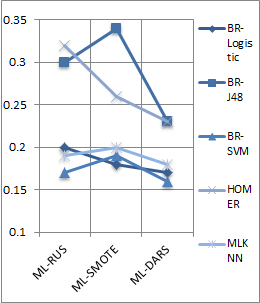 0.35
0.3
0.25
0.2
0.15
0.1
ML-RUS
ML-SMOTE
ML-DARS
BR-
Logis
tic
BR-
J48
BR-
SVM
HOM
ER
MLK
NN